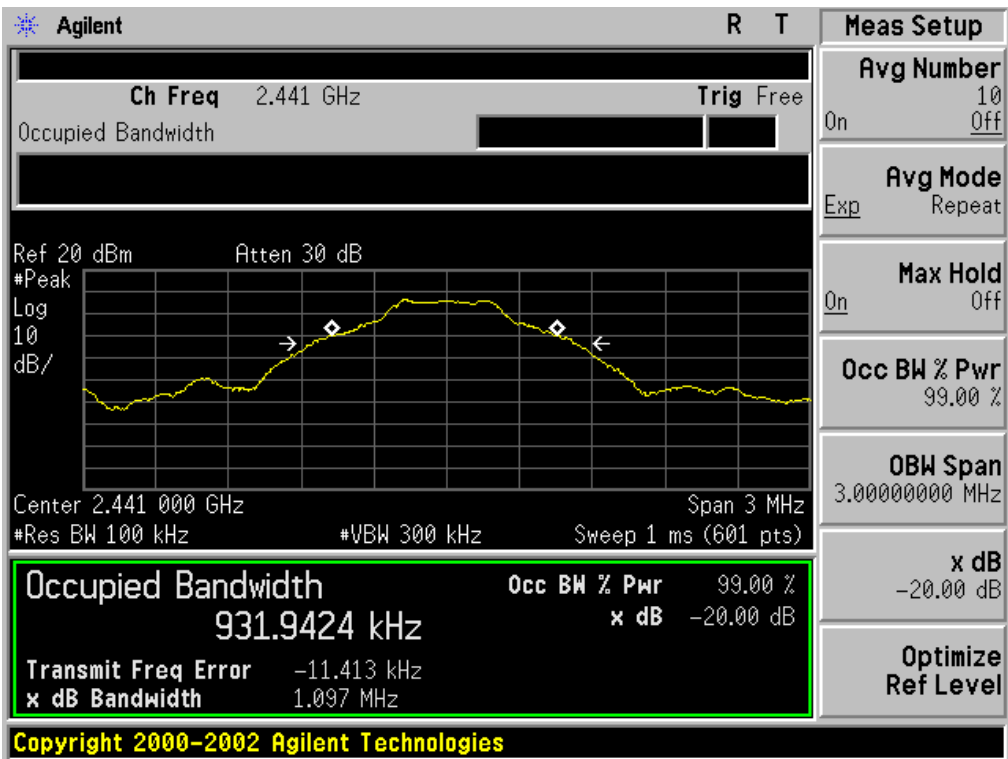 Agilent R T
Ch Freq 2.441 GHz Trig Free
Occupied Bandwidth
Ref 20 dBm Atten 30 dB
#Peak
Log
10
dB/
Center 2.441 000 GHz Span 3 MHz
#Res BW 100 kHz #VBW 300 kHz Sweep 1 ms (601 pts)
Occupied Bandwidth
931.9424 kHz
Occ BW % Pwr 99.00 %
x dB -20.00 dB
Transmit Freq Error -11.413 kHz
x dB Bandwidth 1.097 MHz
Copyright 2000-2002 Agilent Technologies
Meas Setup
Avg Number
10
On Off
Avg Mode
Exp Repeat
Max Hold
On Off
Occ BW % Pwr
99.00 %
OBW Span
3.00000000 MHz
x dB
-20.00 dB
Optimize
Ref Level